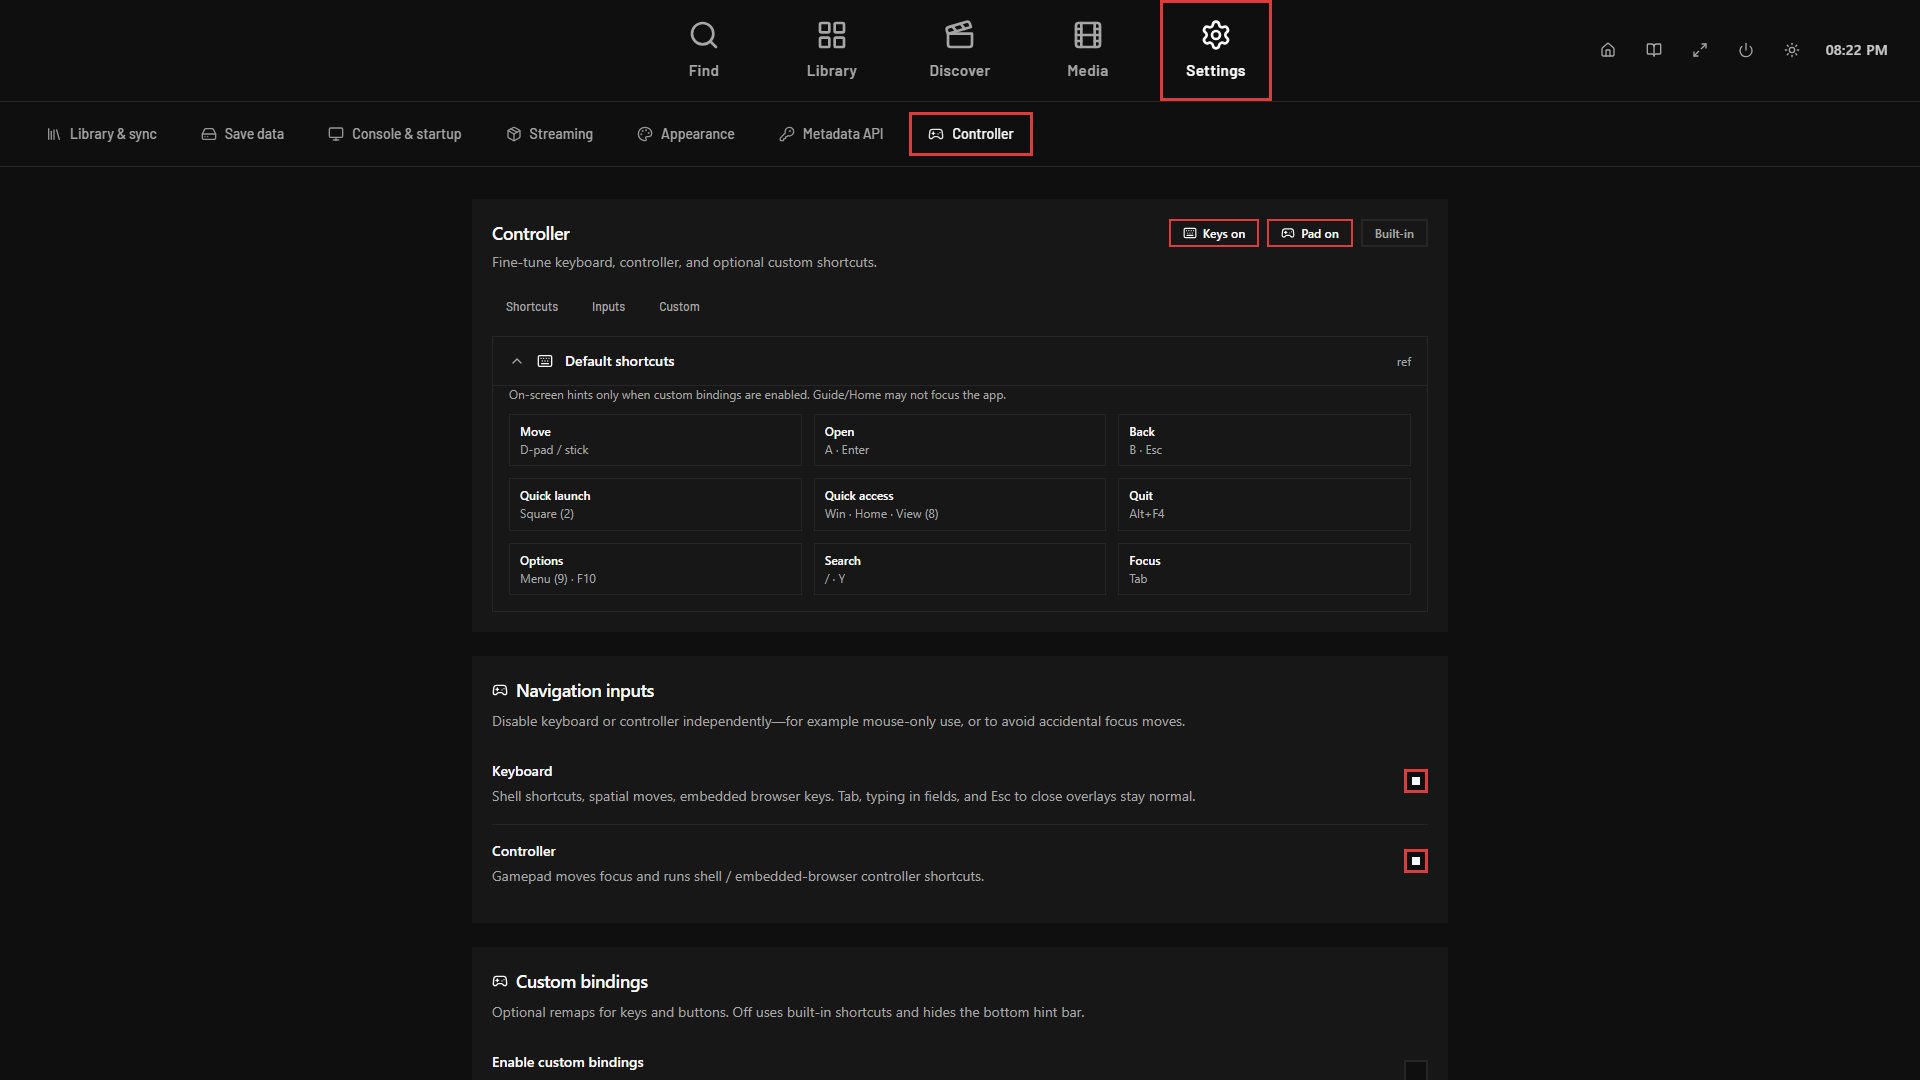 Find
Library
Discover
Media
Settings
08:22 PM
Library & sync
Save data
Console & startup
Streaming
Appearance
Metadata API
Controller
Controller
Keys on
Pad on
Built-in
Fine-tune keyboard, controller, and optional custom shortcuts.
Shortcuts
Inputs
Custom
Default shortcuts
ref
On-screen hints only when custom bindings are enabled. Guide/Home may not focus the app.
Move
D-pad / stick
Open
A · Enter
Back
B · Esc
Quick launch
Square (2)
Quick access
Win · Home · View (8)
Quit
Alt+F4
Options
Menu (9) · F10
Search
/ · Y
Focus
Tab
Navigation inputs
Disable keyboard or controller independently—for example mouse-only use, or to avoid accidental focus moves.
Keyboard
Shell shortcuts, spatial moves, embedded browser keys. Tab, typing in fields, and Esc to close overlays stay normal.
Controller
Gamepad moves focus and runs shell / embedded-browser controller shortcuts.
Custom bindings
Optional remaps for keys and buttons. Off uses built-in shortcuts and hides the bottom hint bar.
Enable custom bindings